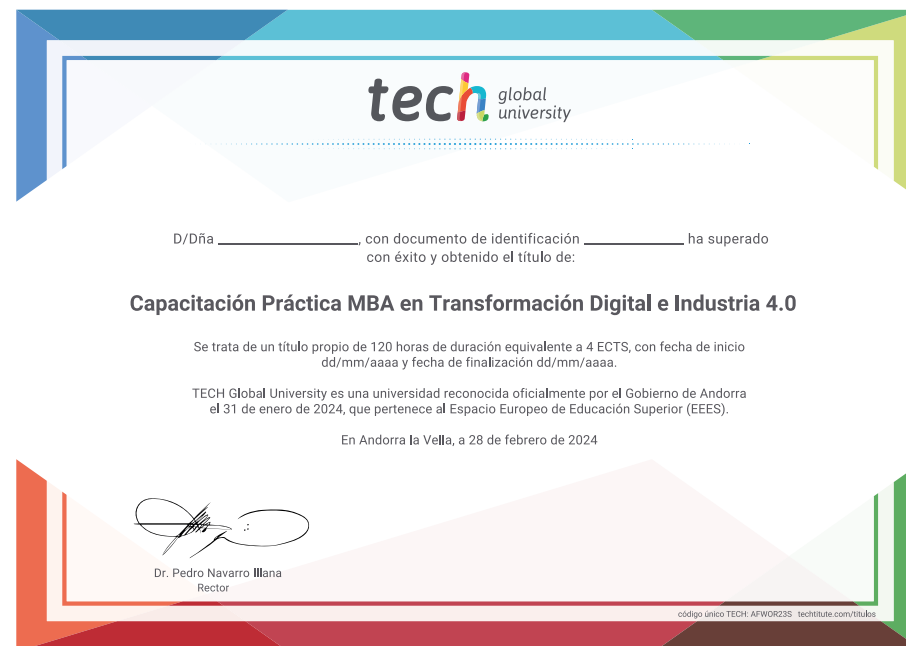 tech global university
D/Dña ____________________, con documento de identificación ______________ ha superado
con éxito y obtenido el título de:
Capacitación Práctica MBA en Transformación Digital e Industria 4.0
Se trata de un título propio de 120 horas de duración equivalente a 4 ECTS, con fecha de inicio
dd/mm/aaaa y fecha de finalización dd/mm/aaaa.
TECH Global University es una universidad reconocida oficialmente por el Gobierno de Andorra
el 31 de enero de 2024, que pertenece al Espacio Europeo de Educación Superior (EEES).
En Andorra la Vella, a 28 de febrero de 2024
Dr. Pedro Navarro Illana
Rector
código único TECH: AFWOR23S techtitute.com/titulos